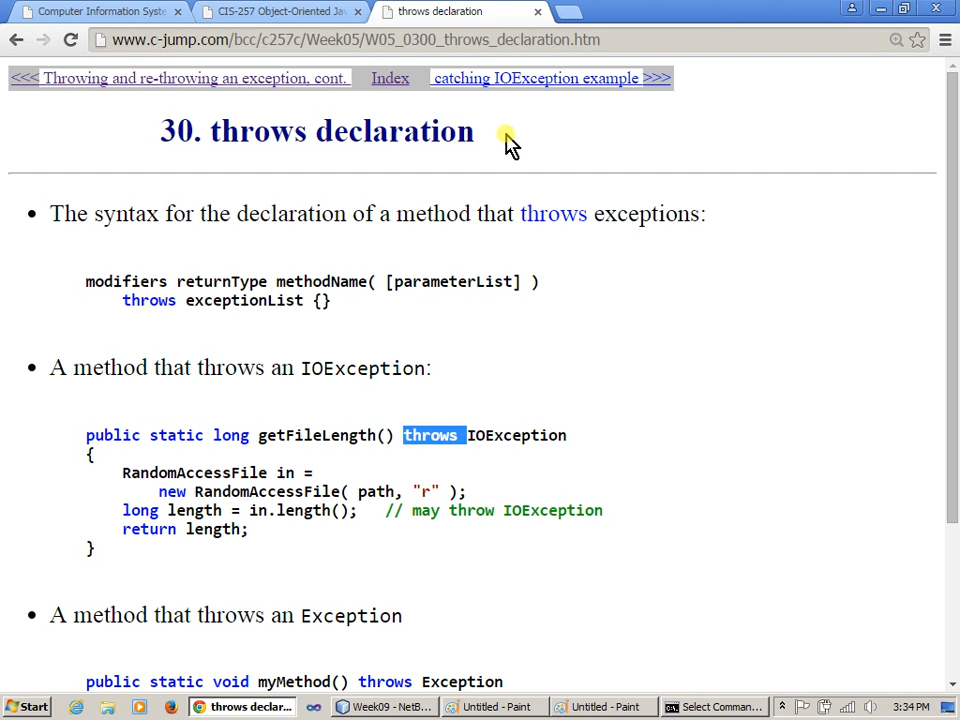 Computer Information Syste
CIS-257 Object-Oriented Jav
throws declaration
www.c-jump.com/bcc/c257c/Week05/W05_0300_throws_declaration.htm
<<< Throwing and re-throwing an exception, cont. Index catching IOException example >>>
30. throws declaration
• The syntax for the declaration of a method that throws exceptions:
modifiers returnType methodName( [parameterList] )
throws exceptionList {}
• A method that throws an IOException:
public static long getFileLength() throws IOException
{
RandomAccessFile in =
new RandomAccessFile( path, "r" );
long length = in.length(); // may throw IOException
return length;
}
• A method that throws an Exception
public static void myMethod() throws Exception
Start
throws declar...
Week09 - NetB...
Untitled - Paint
Untitled - Paint
Select Comman...
3:34 PM